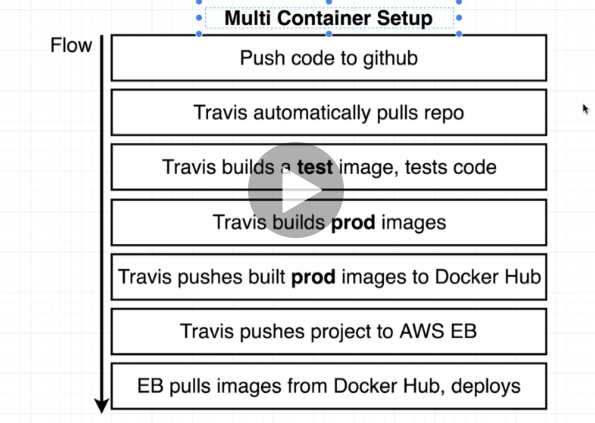 Multi Container Setup
Flow
Push code to github
Travis automatically pulls repo
Travis builds a test image, tests code
Travis builds prod images
Travis pushes built prod images to Docker Hub
Travis pushes project to AWS EB
EB pulls images from Docker Hub, deploys